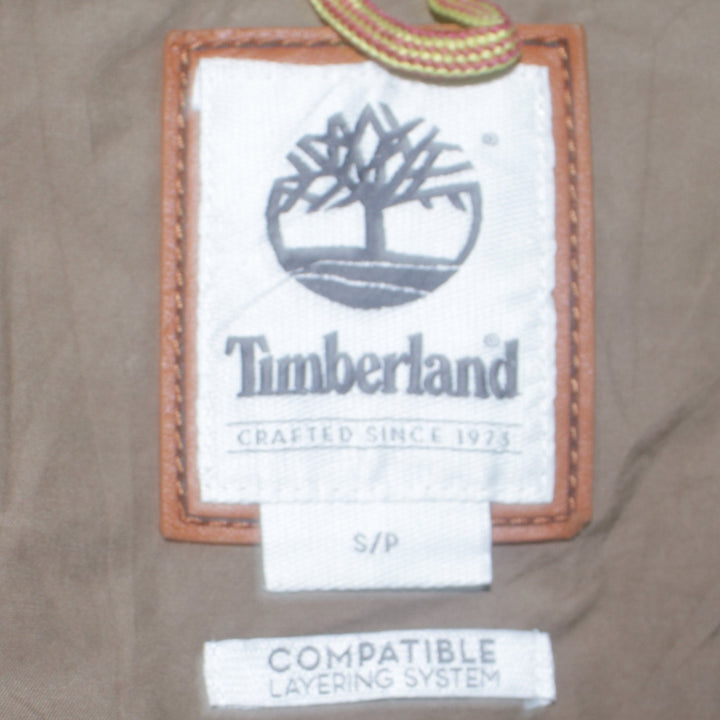 Timberland®
CRAFTED SINCE 1973
S/P
COMPATIBLE
LAYERING SYSTEM